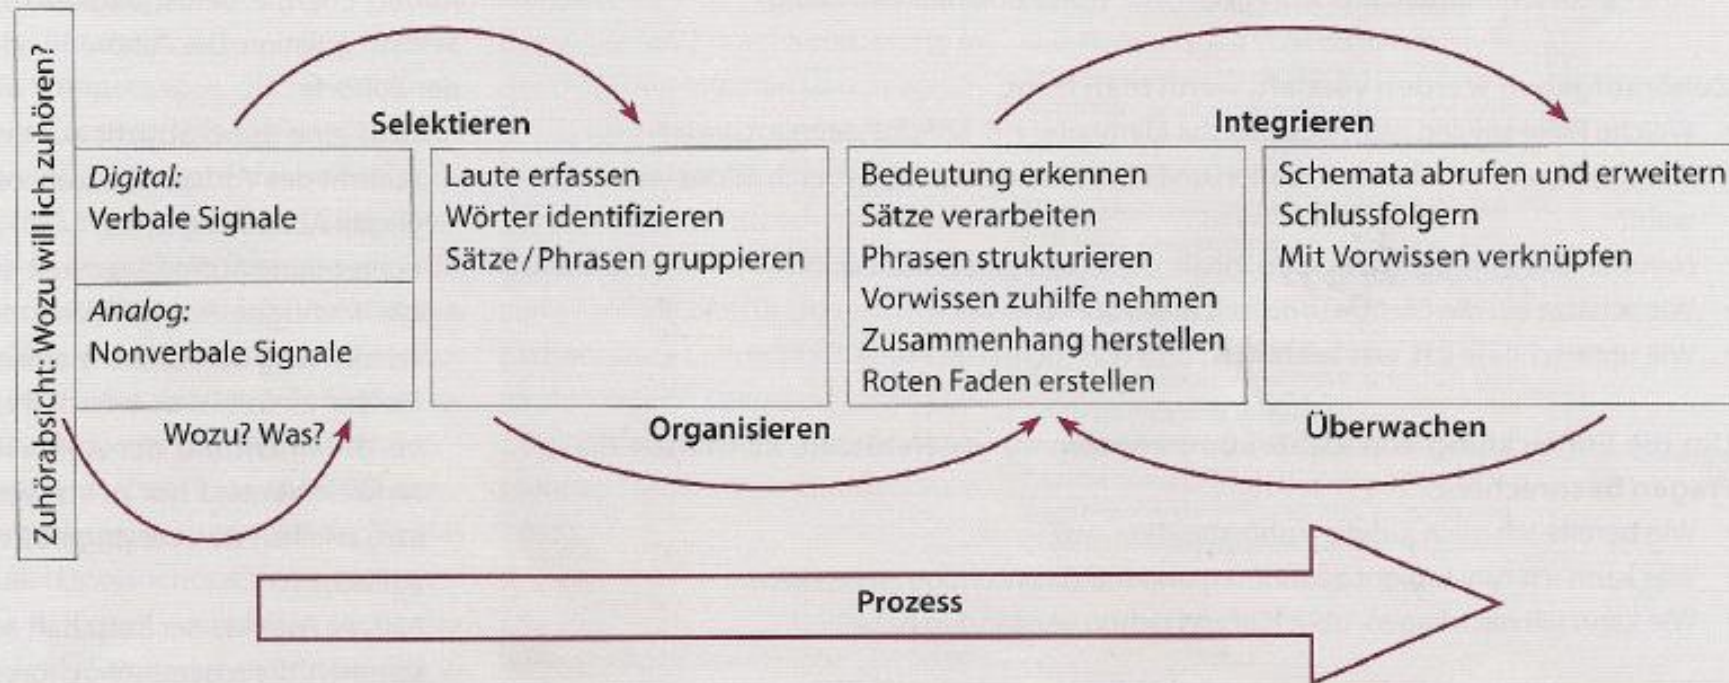 Zuhörabsicht: Wozu will ich zuhören?
Selektieren
Integrieren
Digital:
Verbale Signale
Analog:
Nonverbale Signale
Laute erfassen
Wörter identifizieren
Sätze / Phrasen gruppieren
Bedeutung erkennen
Sätze verarbeiten
Phrasen strukturieren
Vorwissen zuhilfe nehmen
Zusammenhang herstellen
Roten Faden erstellen
Schemata abrufen und erweitern
Schlussfolgern
Mit Vorwissen verknüpfen
Wozu? Was?
Organisieren
Überwachen
Prozess